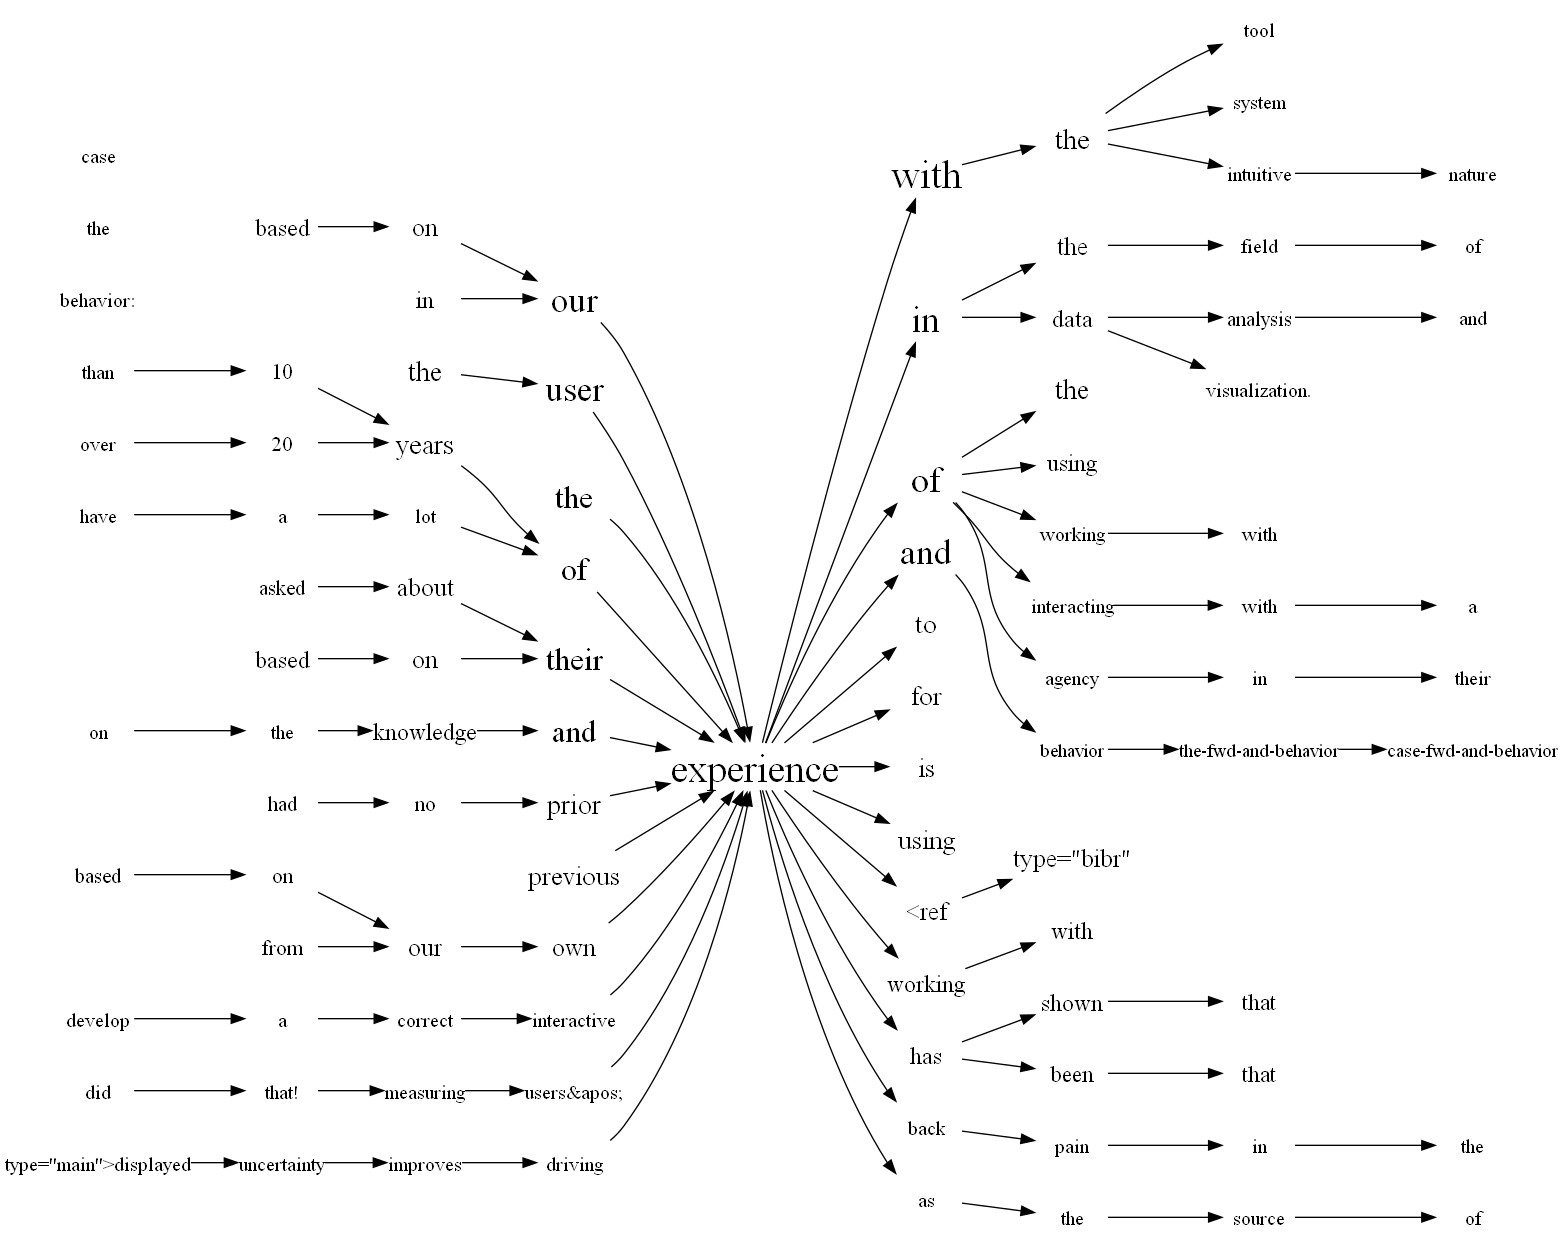 tool
system
case
with the
intuitive nature
the based on
behavior: in our
the field of
in data analysis and
than 10 the user
the visualization.
over 20 years
of using
have a lot the
working with
asked about of and
interacting with a
to
based on their
agency in their
for
on the knowledge and
behavior the-fwd-and-behavior case-fwd-and-behavior
experience is
had no prior
using
type="bibr"
based on previous
<ref
from our own
with
working
develop a correct interactive
shown that
has
did that! measuring users&apos;
been that
back
pain in the
type="main">displayed uncertainty improves driving
as
the source of